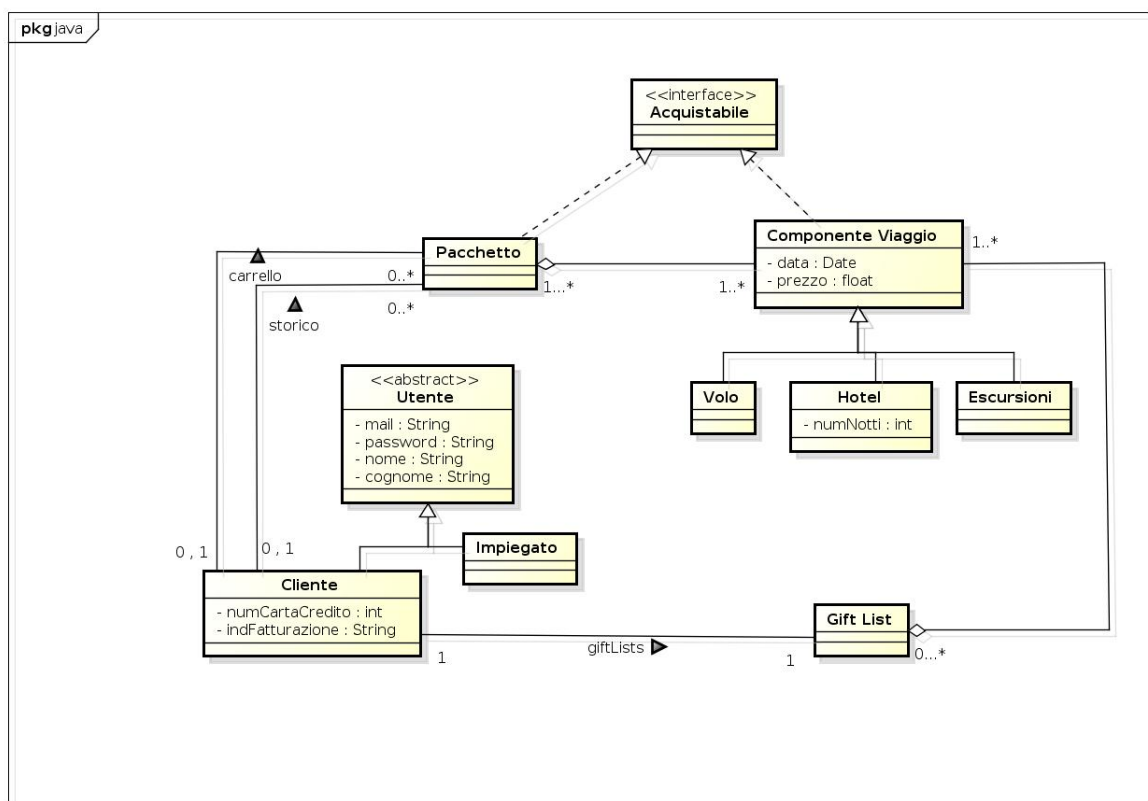 pkg java
<<interface>>
Acquistabile
Pacchetto
Componente Viaggio
- data : Date
- prezzo : float
1..*
carrello
0..*
1...*
1..*
storico
0..*
<<abstract>>
Utente
- mail : String
- password : String
- nome : String
- cognome : String
Volo
Hotel
- numNotti : int
Escursioni
Impiegato
0 , 1
0 , 1
Cliente
- numCartaCredito : int
- indFatturazione : String
Gift List
1
giftLists
1
0...*